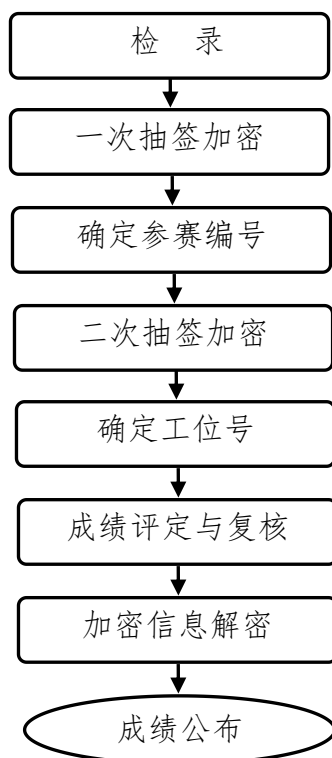 检 录
一次抽签加密
确定参赛编号
二次抽签加密
确定工位号
成绩评定与复核
加密信息解密
成绩公布